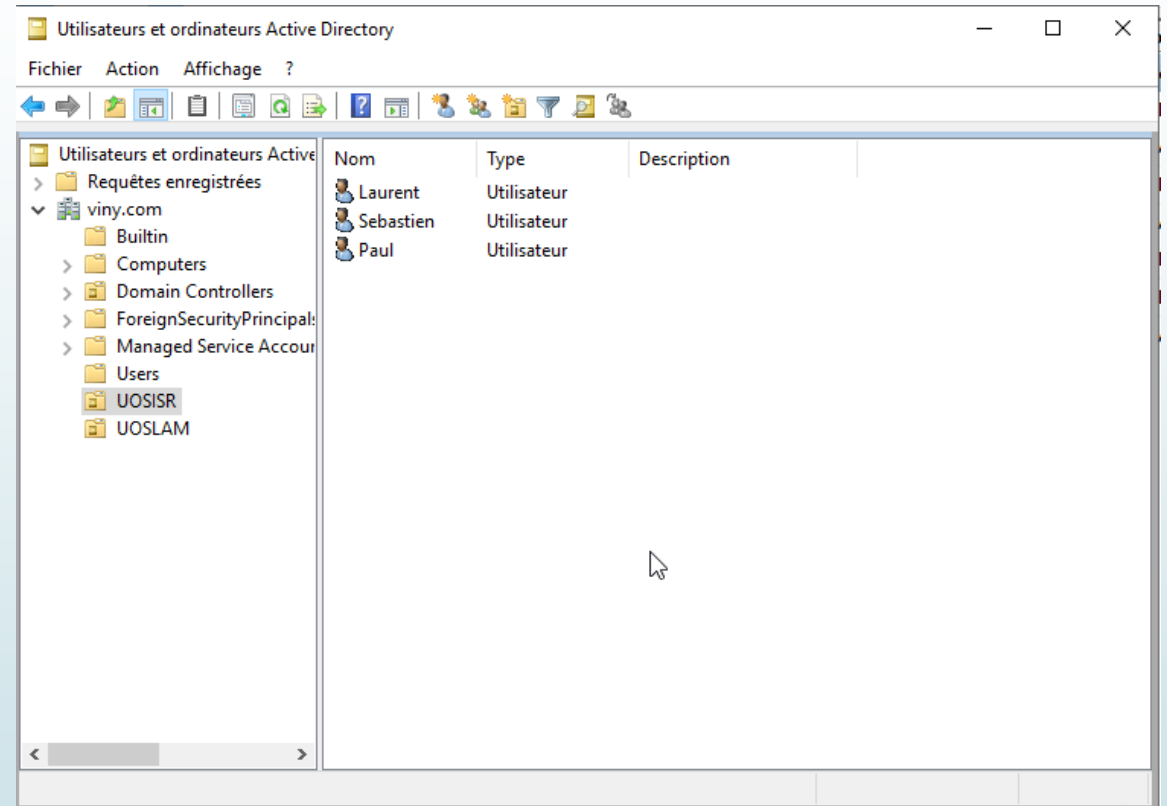 Utilisateurs et ordinateurs Active Directory
Fichier Action Affichage ?
Utilisateurs et ordinateurs Active
Requêtes enregistrées
viny.com
Builtin
Computers
Domain Controllers
ForeignSecurityPrincipals
Managed Service Accour
Users
UOSISR
UOSLAM
Nom Type Description
Laurent Utilisateur
Sebastien Utilisateur
Paul Utilisateur